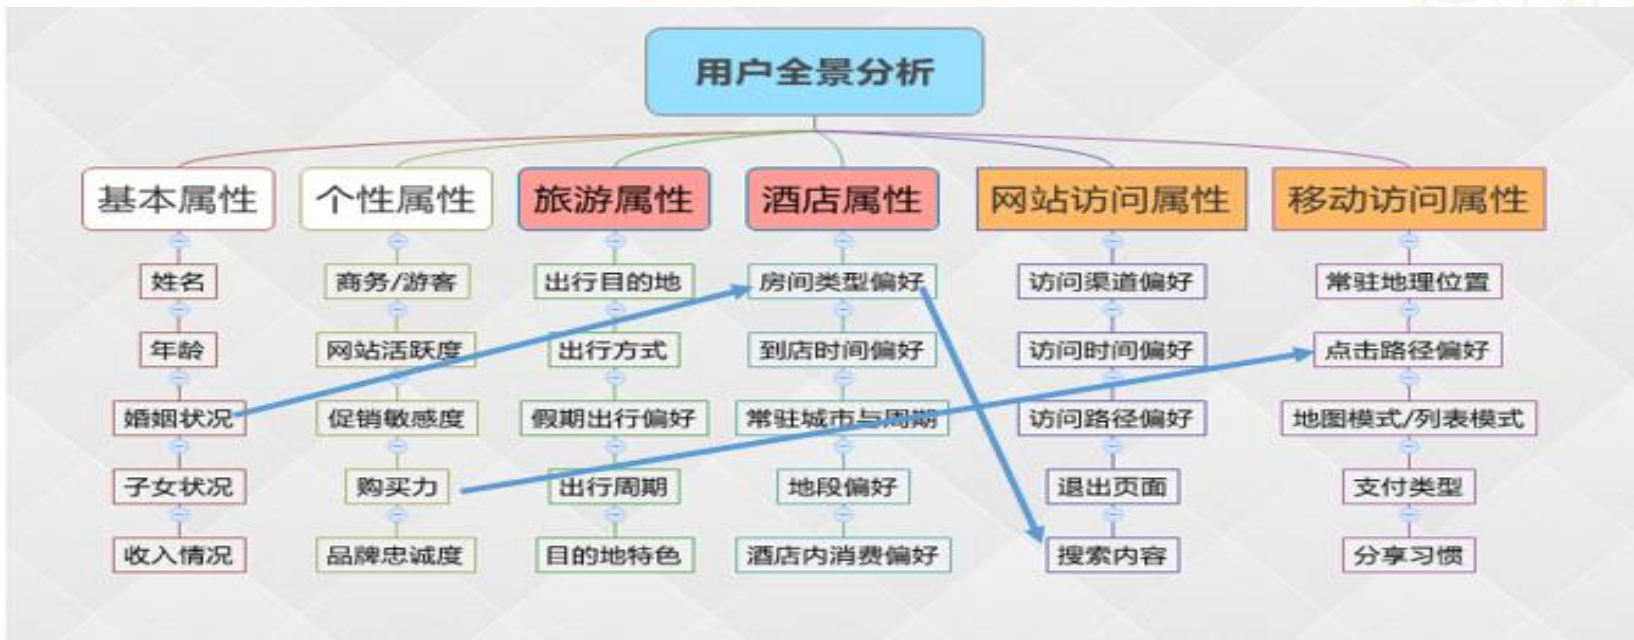 用户全景分析
基本属性 个性属性 旅游属性 酒店属性 网站访问属性 移动访问属性
姓名 商务/游客 出行目的地 房间类型偏好 访问渠道偏好 常驻地理位置
年龄 网站活跃度 出行方式 到店时间偏好 访问时间偏好 点击路径偏好
婚姻状况 促销敏感度 假期出行偏好 常驻城市与周期 访问路径偏好 地图模式/列表模式
子女状况 购买力 出行周期 地段偏好 退出页面 支付类型
收入情况 品牌忠诚度 目的地特色 酒店内消费偏好 搜索内容 分享习惯